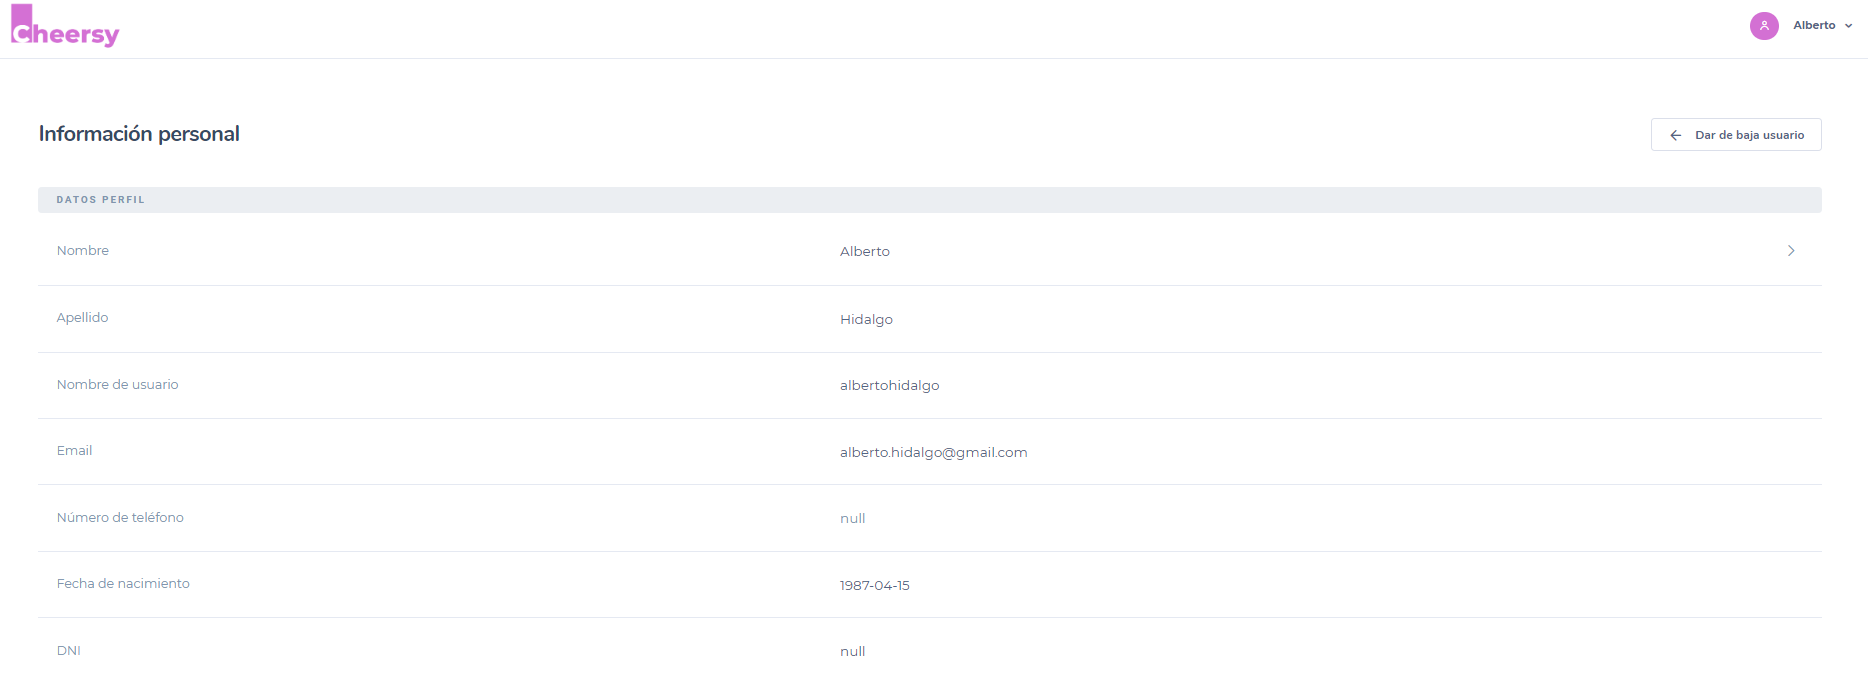 Cheersy
Alberto
Información personal
Dar de baja usuario
DATOS PERFIL
Nombre Alberto
Apellido Hidalgo
Nombre de usuario albertohidalgo
Email alberto.hidalgo@gmail.com
Número de teléfono null
Fecha de nacimiento 1987-04-15
DNI null